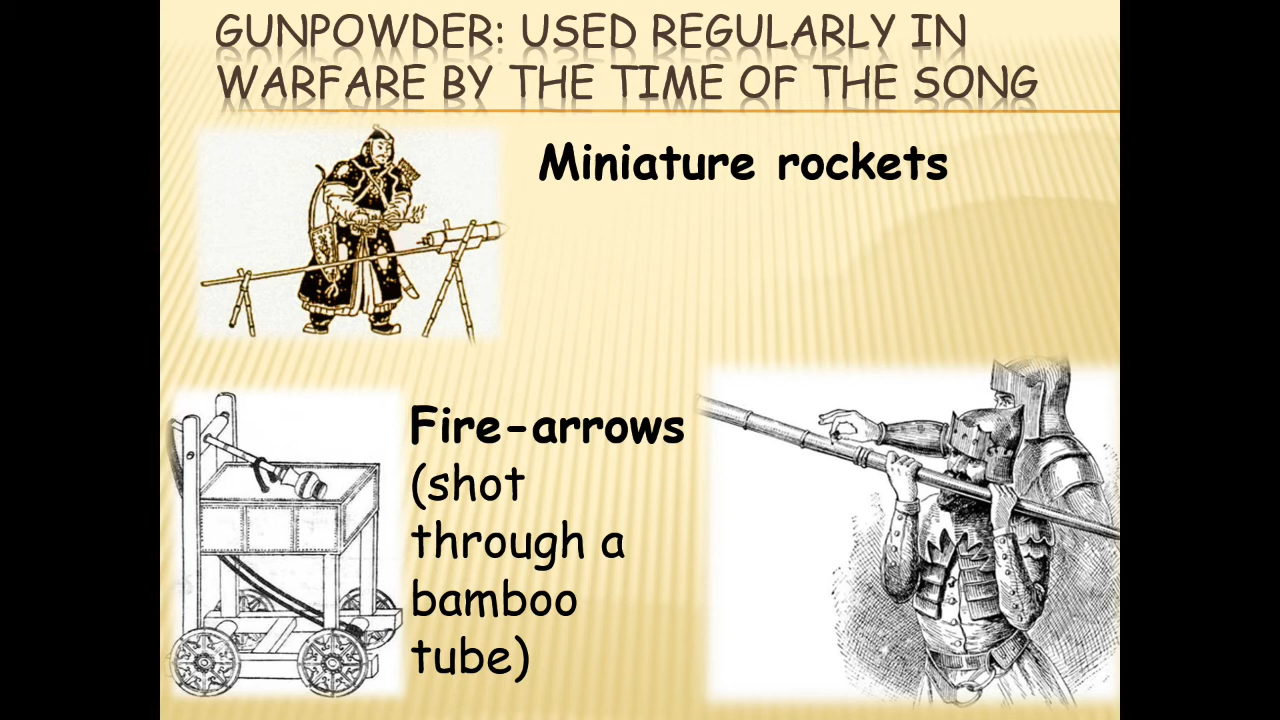 GUNPOWDER: USED REGULARLY IN
WARFARE BY THE TIME OF THE SONG
Miniature rockets
Fire-arrows
(shot
through a
bamboo
tube)